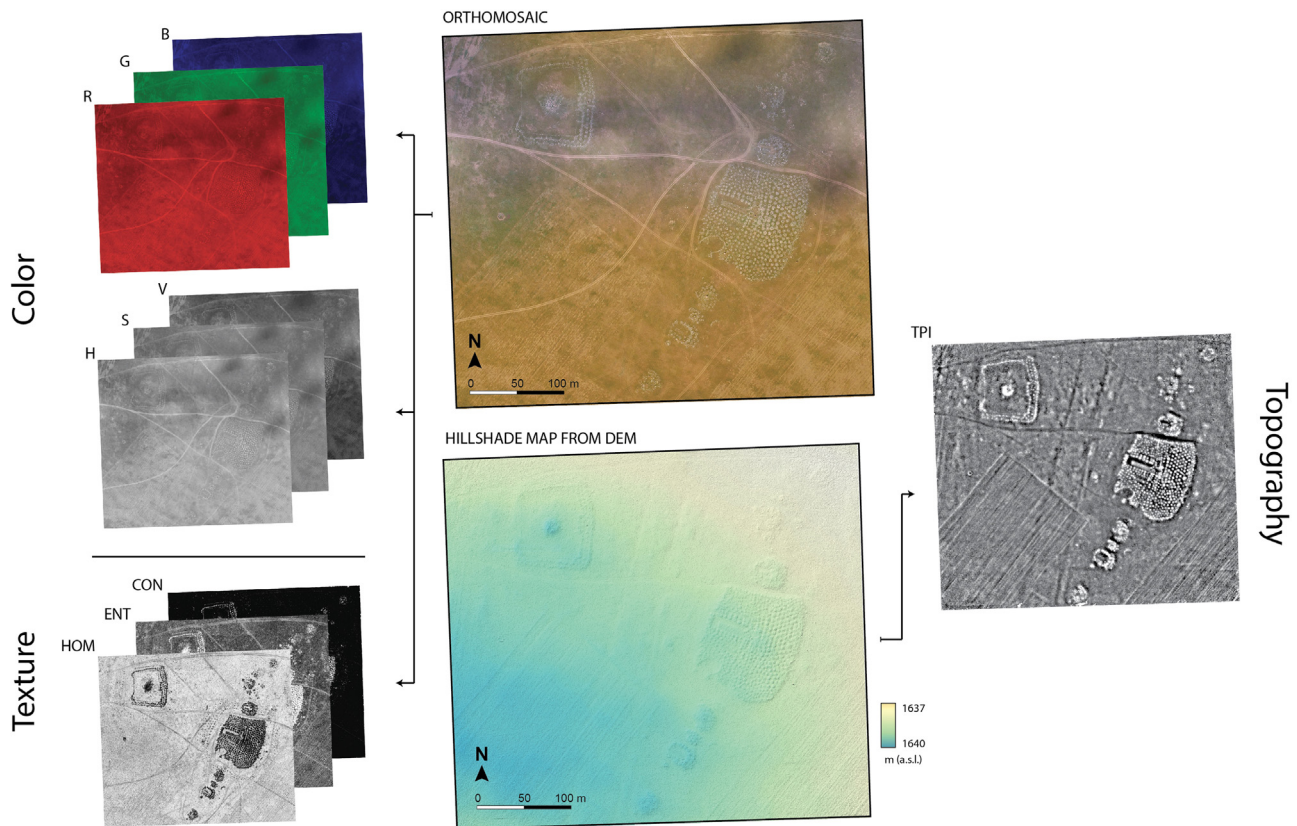 ORTHOMOSAIC
B
G
R
Color
V
S
H
N
0 50 100 m
TPI
Topography
HILLSHADE MAP FROM DEM
CON
ENT
HOM
Texture
1637
1640
m (a.s.l.)
N
0 50 100 m